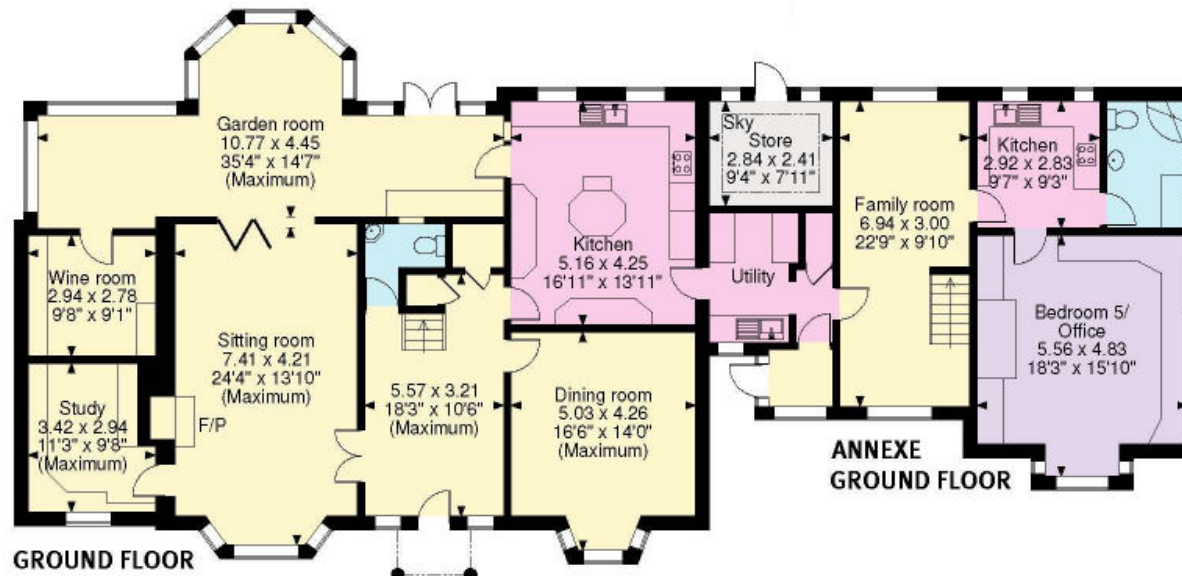 Garden room
10.77 x 4.45
35'4" x 14'7"
(Maximum)
Wine room
2.94 x 2.78
9'8" x 9'1"
Study
3.42 x 2.94
11'3" x 9'8"
(Maximum)
F/P
Sitting room
7.41 x 4.21
24'4" x 13'10"
(Maximum)
5.57 x 3.21
18'3" x 10'6"
(Maximum)
Kitchen
5.16 x 4.25
16'11" x 13'11"
Dining room
5.03 x 4.26
16'6" x 14'0"
(Maximum)
Sky
Store
2.84 x 2.41
9'4" x 7'11"
Utility
Family room
6.94 x 3.00
22'9" x 9'10"
Kitchen
2.92 x 2.83
9'7" x 9'3"
Bedroom 5/
Office
5.56 x 4.83
18'3" x 15'10"
ANNEXE
GROUND FLOOR
GROUND FLOOR